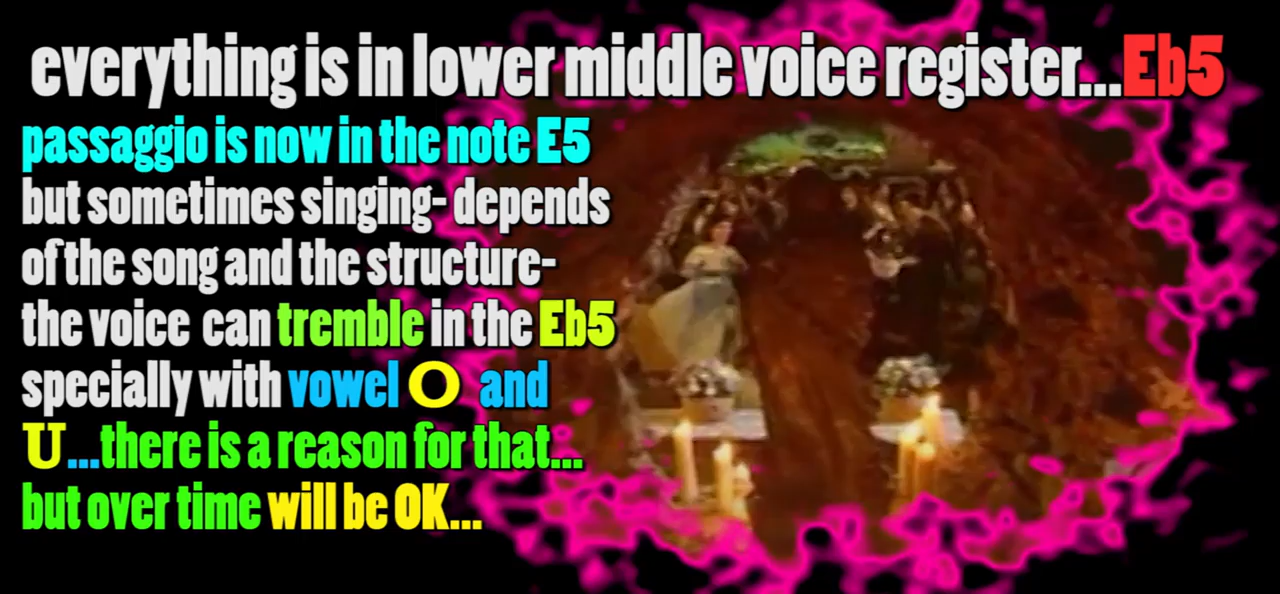 everything is in lower middle voice register...Eb5
passaggio is now in the note E5
but sometimes singing- depends
of the song and the structure-
the voice can tremble in the Eb5
specially with vowel O and
U...there is a reason for that...
but over time will be OK...